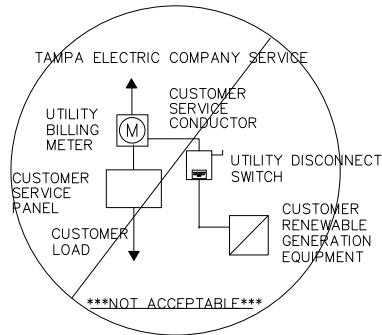 TAMPA ELECTRIC COMPANY SERVICE
CUSTOMER
SERVICE
CONDUCTOR
UTILITY
BILLING
METER
M
UTILITY DISCONNECT
SWITCH
CUSTOMER
SERVICE
PANEL
CUSTOMER
RENEWABLE
GENERATION
EQUIPMENT
CUSTOMER
LOAD
***NOT ACCEPTABLE***